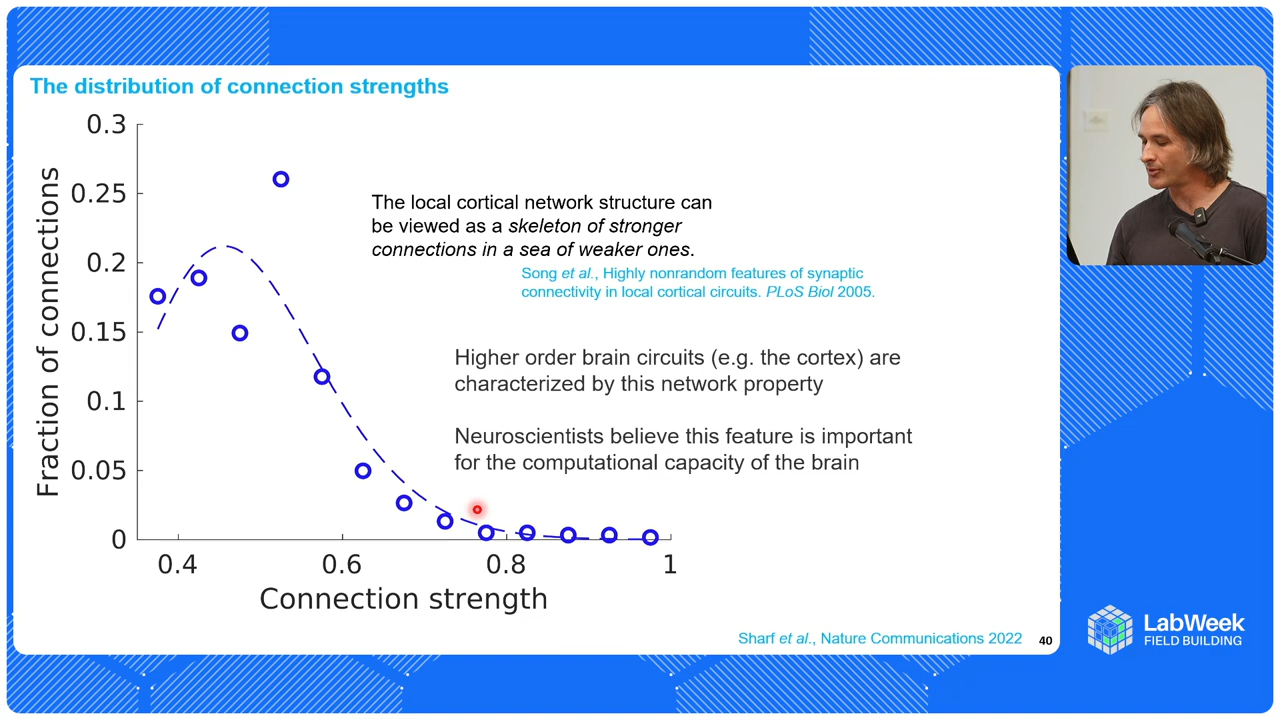 The distribution of connection strengths
0.3
0.25
0.2
0.15
0.1
0.05
0
Fraction of connections
0.4
0.6
0.8
1
Connection strength
The local cortical network structure can
be viewed as a skeleton of stronger
connections in a sea of weaker ones.
Song et al., Highly nonrandom features of synaptic
connectivity in local cortical circuits. PLoS Biol 2005.
Higher order brain circuits (e.g. the cortex) are
characterized by this network property
Neuroscientists believe this feature is important
for the computational capacity of the brain
Sharf et al., Nature Communications 2022
40
LabWeek
FIELD BUILDING